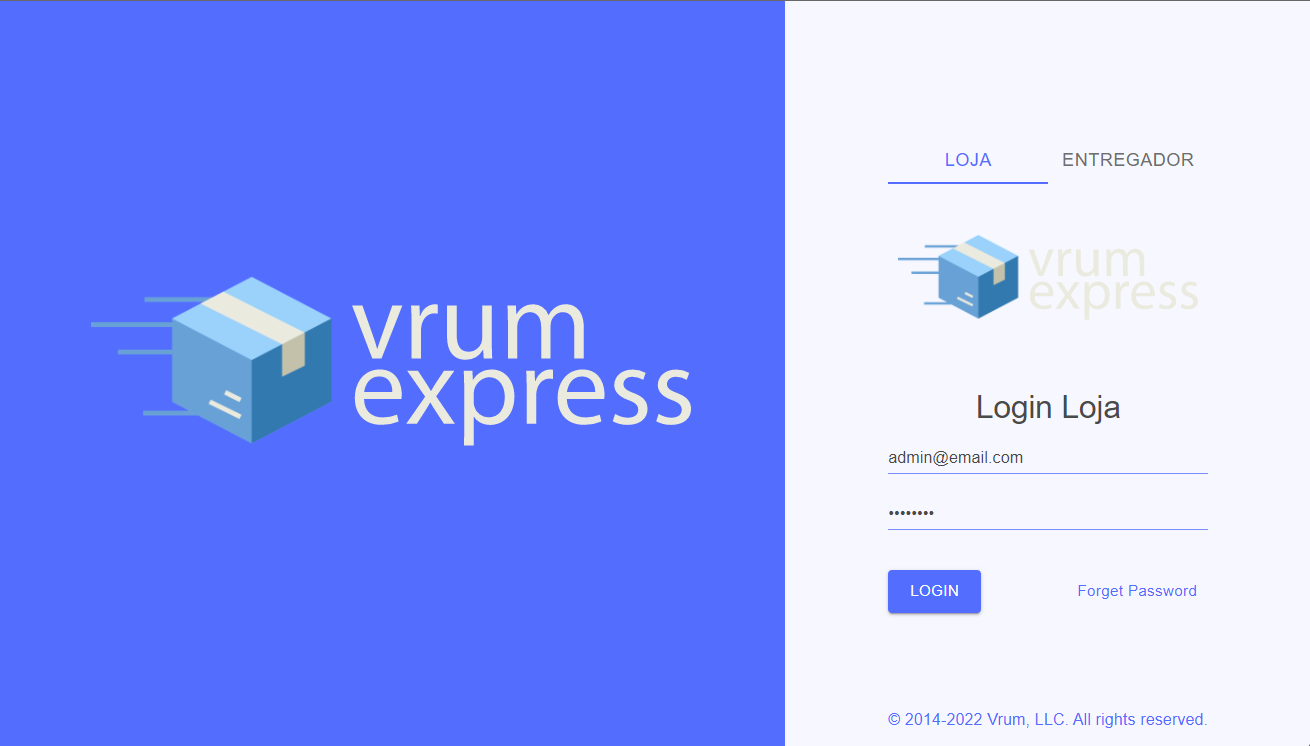 vrum
express
LOJA
ENTREGADOR
vrum
express
Login Loja
admin@email.com
••••••••
LOGIN
Forget Password
© 2014-2022 Vrum, LLC. All rights reserved.